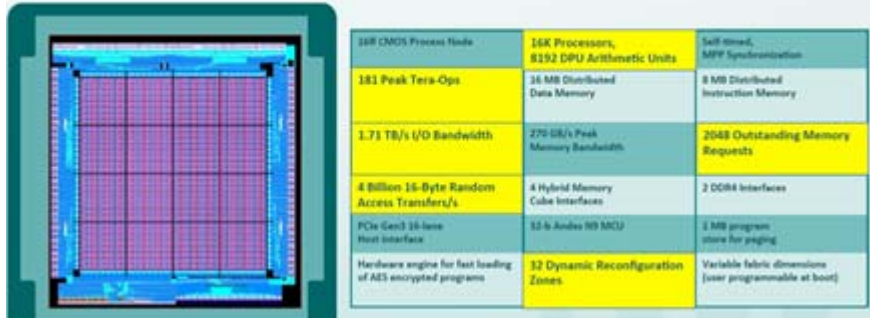 16ff CMOS Process Node
16K Processors,
8192 DPU Arithmetic Units
Self-timed,
MPP Synchronization
181 Peak Tera-Ops
16 MB Distributed
Data Memory
8 MB Distributed
Instruction Memory
1.71 TB/s I/O Bandwidth
270 GB/s Peak
Memory Bandwidth
2048 Outstanding Memory
Requests
4 Billion 16-Byte Random
Access Transfers/s
4 Hybrid Memory
Cube Interfaces
2 DDR4 Interfaces
PCIe Gen3 16-lane
Host Interface
32-b Andes N9 MCU
1 MB program
store for paging
Hardware engine for fast loading
of AES encrypted programs
32 Dynamic Reconfiguration
Zones
Variable fabric dimensions
(user programmable at boot)